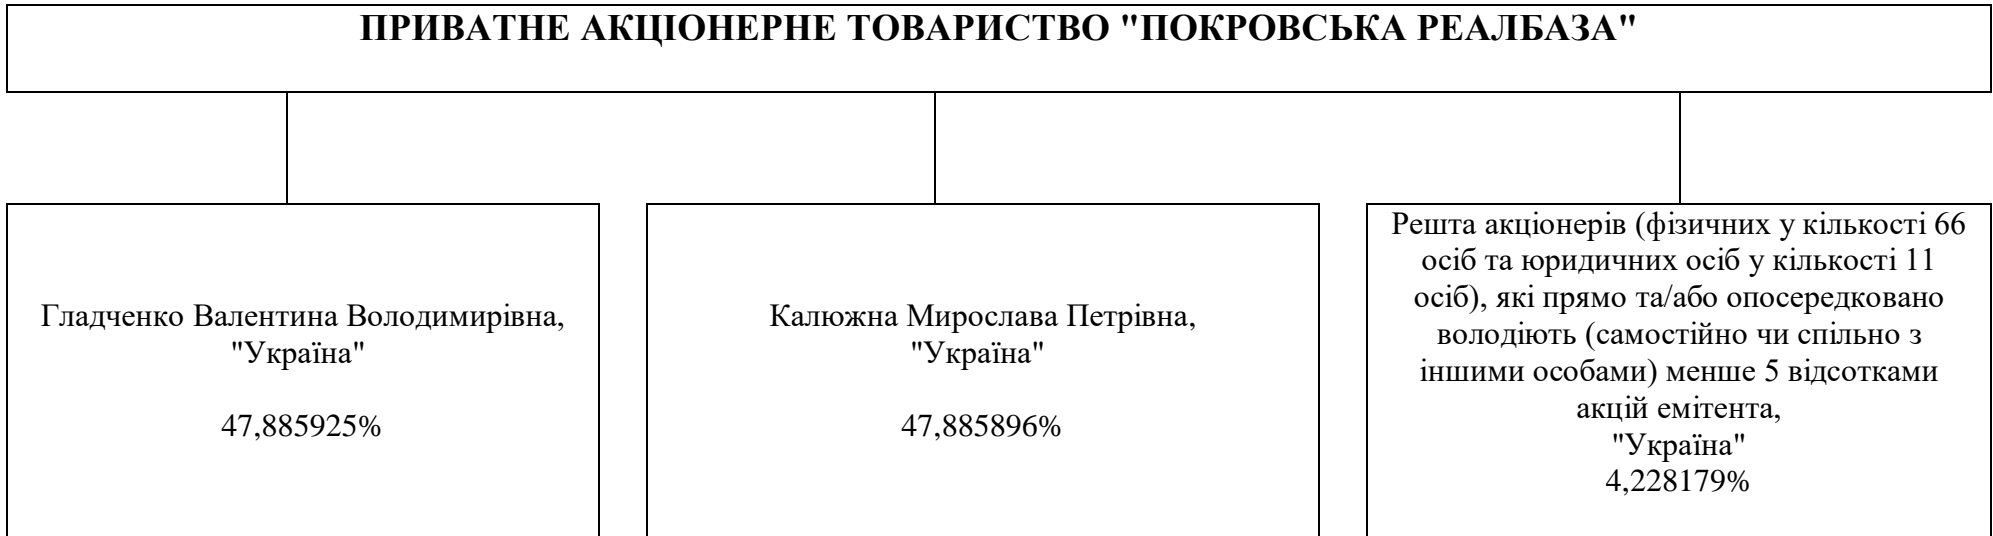 ПРИВАТНЕ АКЦІОНЕРНЕ ТОВАРИСТВО "ПОКРОВСЬКА РЕАЛБАЗА"
Гладченко Валентина Володимирівна,
"Україна"
47,885925%
Калюжна Мирослава Петрівна,
"Україна"
47,885896%
Решта акціонерів (фізичних у кількості 66
осіб та юридичних осіб у кількості 11
осіб), які прямо та/або опосередковано
володіють (самостійно чи спільно з
іншими особами) менше 5 відсотками
акцій емітента,
"Україна"
4,228179%